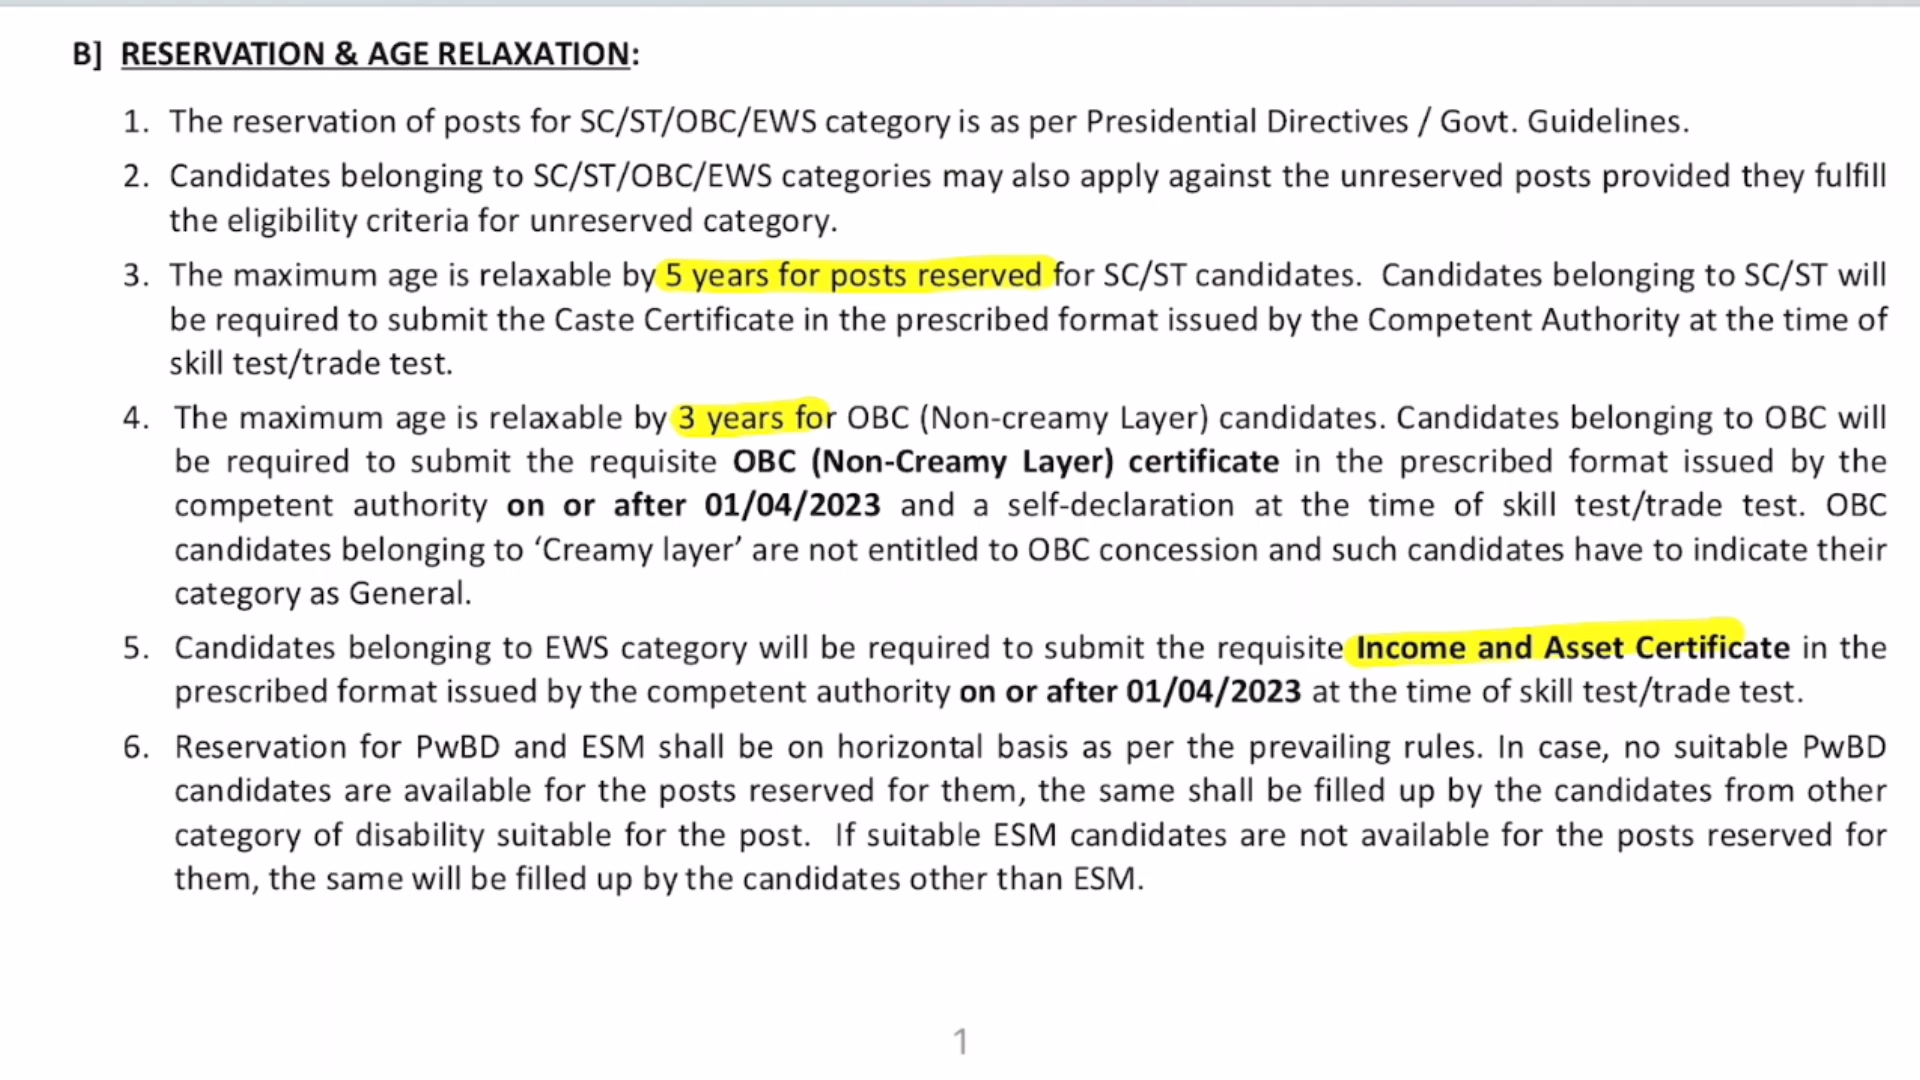 B] RESERVATION & AGE RELAXATION:
1. The reservation of posts for SC/ST/OBC/EWS category is as per Presidential Directives / Govt. Guidelines.
2. Candidates belonging to SC/ST/OBC/EWS categories may also apply against the unreserved posts provided they fulfill
the eligibility criteria for unreserved category.
3. The maximum age is relaxable by 5 years for posts reserved for SC/ST candidates. Candidates belonging to SC/ST will
be required to submit the Caste Certificate in the prescribed format issued by the Competent Authority at the time of
skill test/trade test.
4. The maximum age is relaxable by 3 years for OBC (Non-creamy Layer) candidates. Candidates belonging to OBC will
be required to submit the requisite OBC (Non-Creamy Layer) certificate in the prescribed format issued by the
competent authority on or after 01/04/2023 and a self-declaration at the time of skill test/trade test. OBC
candidates belonging to ‘Creamy layer’ are not entitled to OBC concession and such candidates have to indicate their
category as General.
5. Candidates belonging to EWS category will be required to submit the requisite Income and Asset Certificate in the
prescribed format issued by the competent authority on or after 01/04/2023 at the time of skill test/trade test.
6. Reservation for PwBD and ESM shall be on horizontal basis as per the prevailing rules. In case, no suitable PwBD
candidates are available for the posts reserved for them, the same shall be filled up by the candidates from other
category of disability suitable for the post. If suitable ESM candidates are not available for the posts reserved for
them, the same will be filled up by the candidates other than ESM.
1